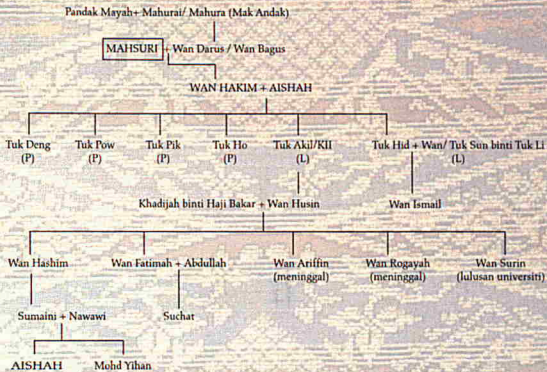 Pandak Mayah+ Mahurai/ Mahura (Mak Andak)
MAHSURI + Wan Darus / Wan Bagus
WAN HAKIM + AISHAH
Tuk Deng Tuk Pow Tuk Pik Tuk Ho Tuk Akil/KII Tuk Hid + Wan/ Tuk Sun binti Tuk Li
(P) (P) (P) (P) (L) (L)
Khadijah binti Haji Bakar + Wan Husin Wan Ismail
Wan Hashim Wan Fatimah + Abdullah Wan Ariffin Wan Rogayah Wan Surin
(meninggal) (meninggal) (lulusan universiti)
Sumaini + Nawawi Suchat
AISHAH Mohd Yihan